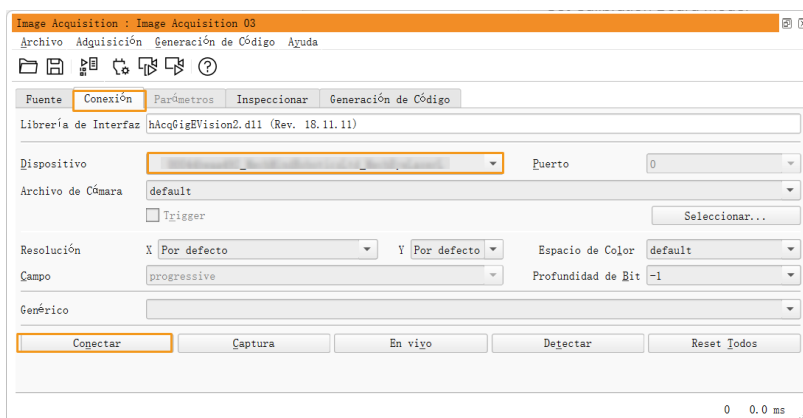 Image Acquisition : Image Acquisition 03
Archivo Adquisición Generación de Código Ayuda
Fuente Conexión Parámetros Inspeccionar Generación de Código
Librería de Interfaz hAcqGigEVision2.dll (Rev. 18.11.11)
Dispositivo Puerto 0
Archivo de Cámara default
Trigger Seleccionar...
Resolución X Por defecto Y Por defecto Espacio de Color default
Campo progressive Profundidad de Bit -1
Genérico
Conectar Captura En vivo Detectar Reset Todos
0 0.0 ms